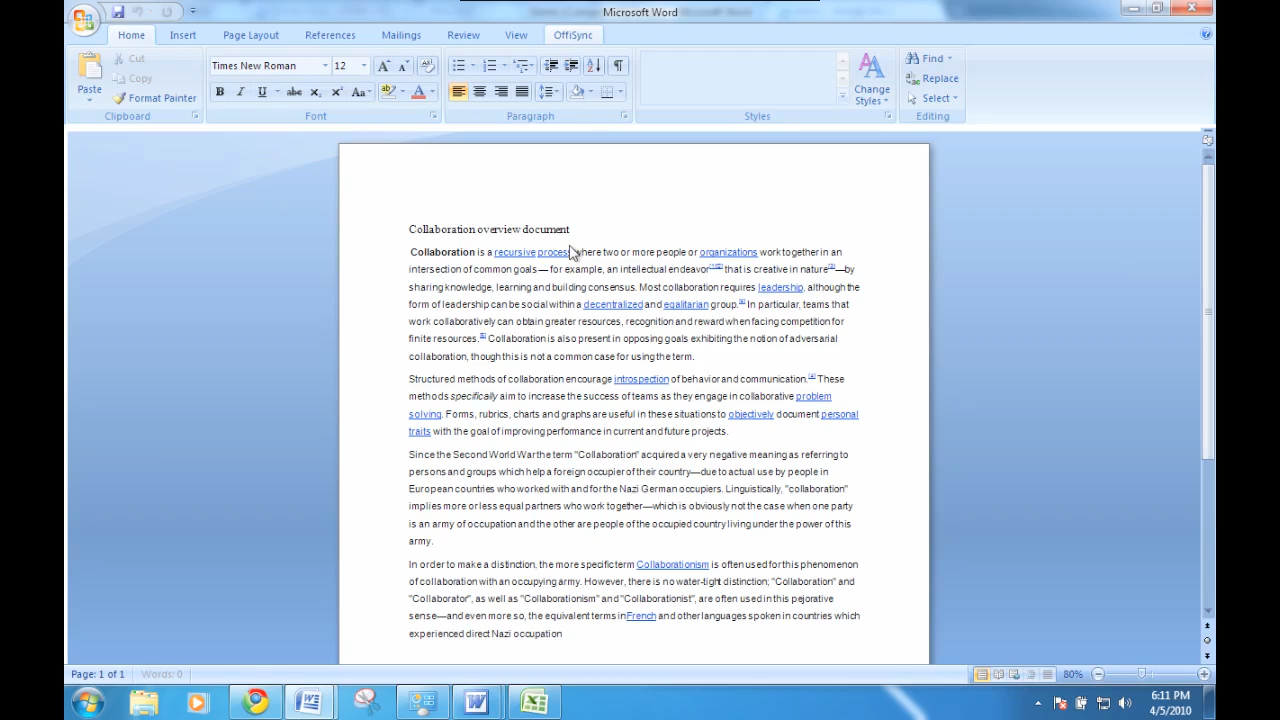 Microsoft Word
Home Insert Page Layout References Mailings Review View OffiSync
Cut
Copy
Paste
Format Painter
Clipboard
Times New Roman 12
Font
Paragraph
Change
Styles
Styles
Find
Replace
Select
Editing
Collaboration overview document
Collaboration is a recursive process where two or more people or organizations work together in an
intersection of common goals — for example, an intellectual endeavor that is creative in nature—by
sharing knowledge, learning and building consensus. Most collaboration requires leadership, although the
form of leadership can be social within a decentralized and egalitarian group. In particular, teams that
work collaboratively can obtain greater resources, recognition and reward when facing competition for
finite resources. Collaboration is also present in opposing goals exhibiting the notion of adversarial
collaboration, though this is not a common case for using the term.
Structured methods of collaboration encourage introspection of behavior and communication. These
methods specifically aim to increase the success of teams as they engage in collaborative problem
solving. Forms, rubrics, charts and graphs are useful in these situations to objectively document personal
traits with the goal of improving performance in current and future projects.
Since the Second World War the term "Collaboration" acquired a very negative meaning as referring to
persons and groups which help a foreign occupier of their country—due to actual use by people in
European countries who worked with and for the Nazi German occupiers. Linguistically, "collaboration"
implies more or less equal partners who work together—which is obviously not the case when one party
is an army of occupation and the other are people of the occupied country living under the power of this
army.
In order to make a distinction, the more specific term Collaborationism is often used for this phenomenon
of collaboration with an occupying army. However, there is no water-tight distinction; "Collaboration" and
"Collaborator", as well as "Collaborationism" and "Collaborationist", are often used in this pejorative
sense—and even more so, the equivalent terms in French and other languages spoken in countries which
experienced direct Nazi occupation
Page: 1 of 1 Words: 0
80%
6:11 PM
4/5/2010